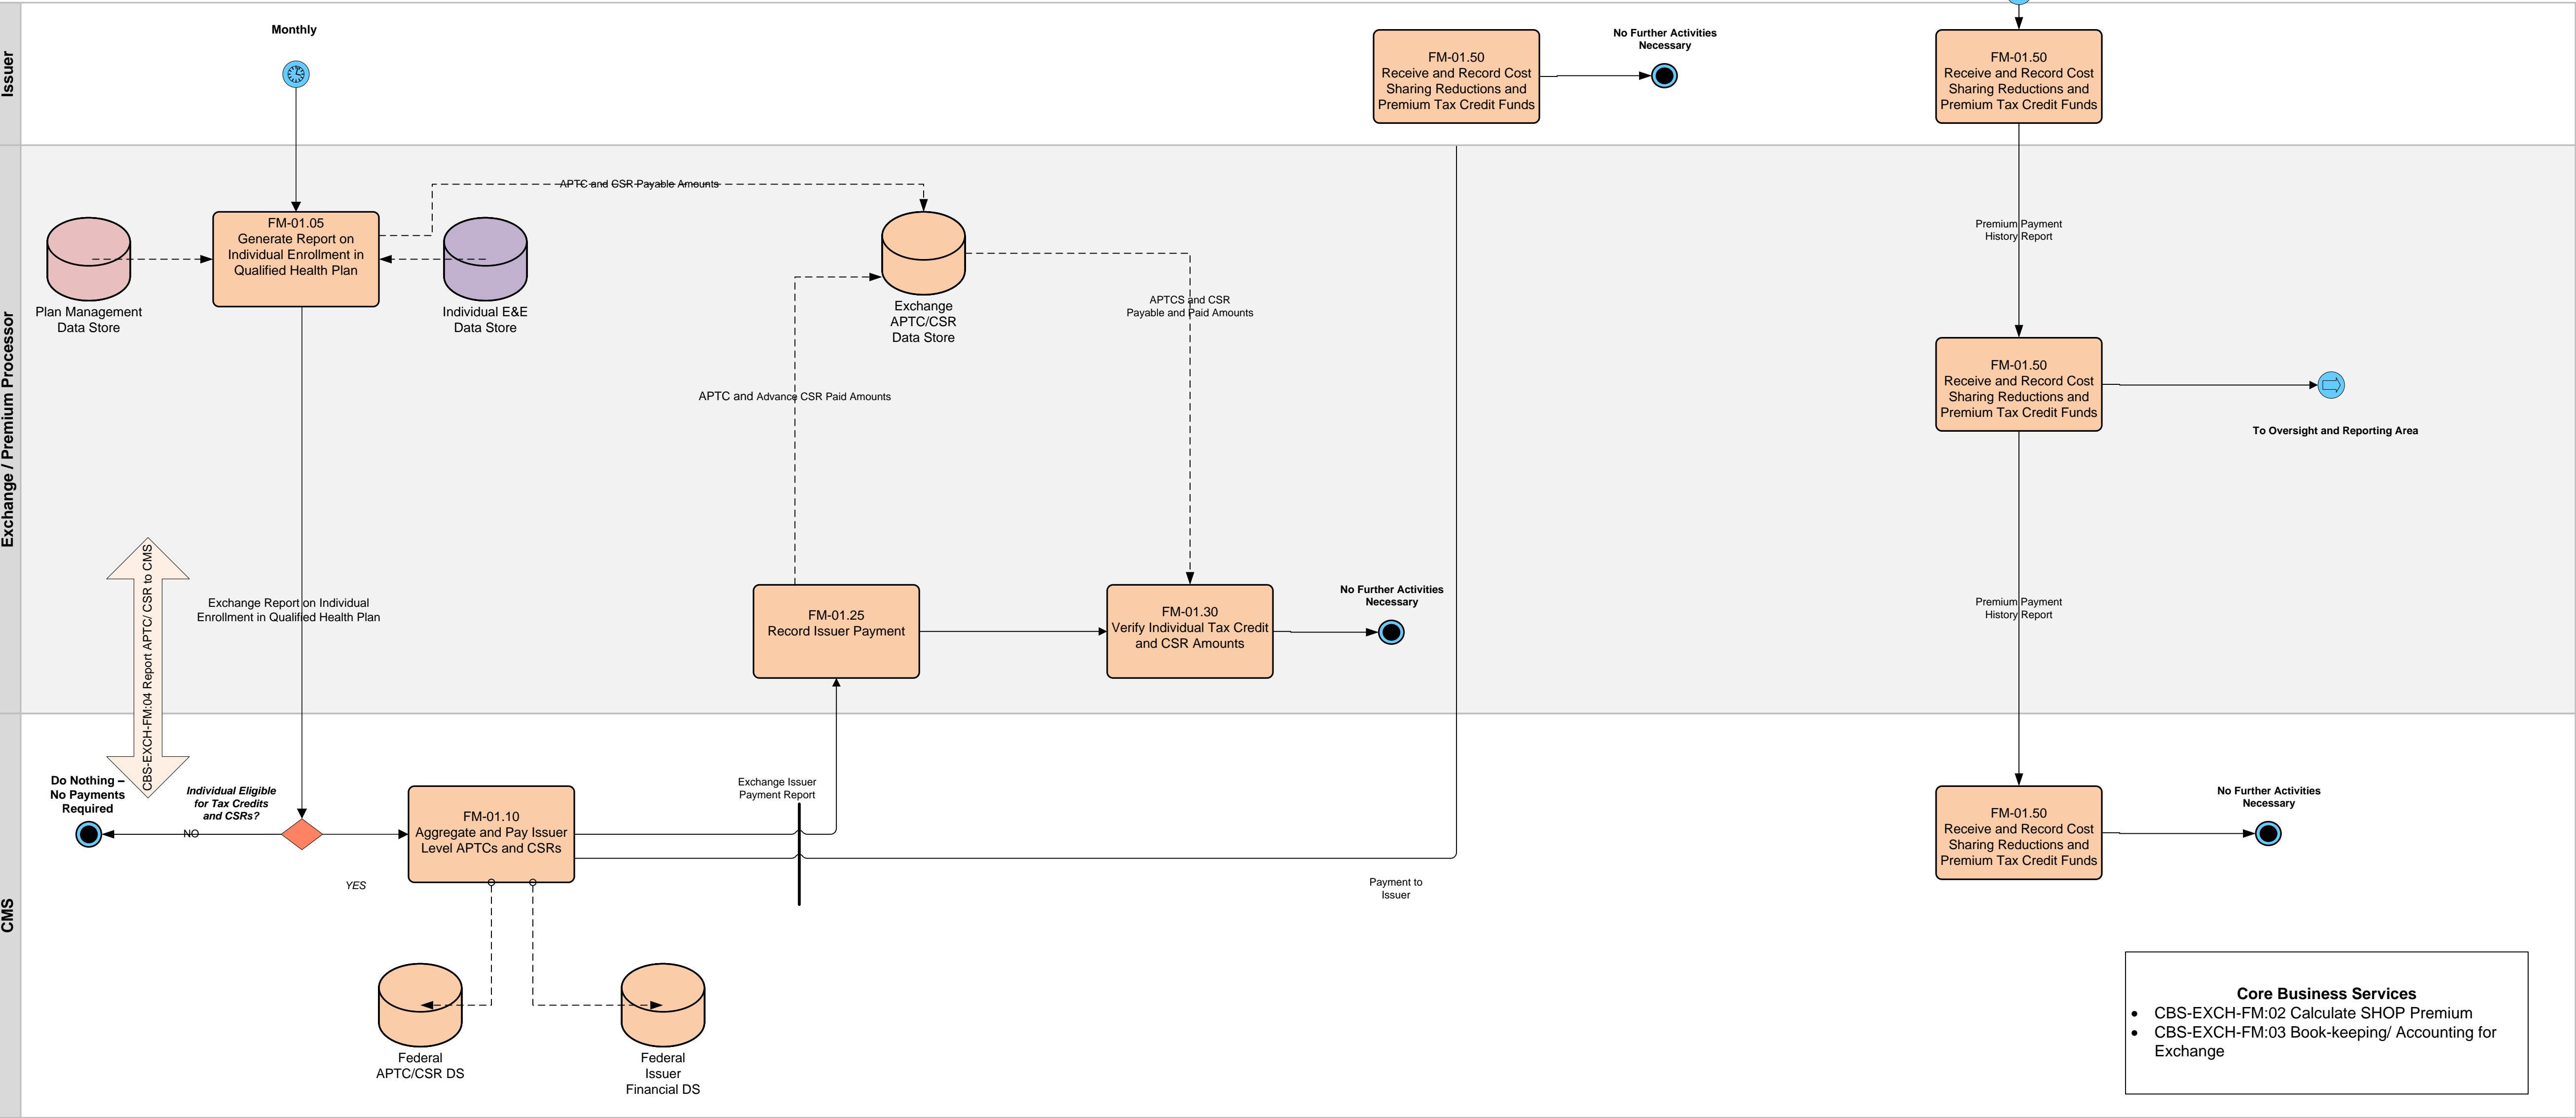 Issuer
Monthly
FM-01.50
Receive and Record Cost
Sharing Reductions and
Premium Tax Credit Funds
No Further Activities
Necessary
FM-01.50
Receive and Record Cost
Sharing Reductions and
Premium Tax Credit Funds
Exchange / Premium Processor
APTC and CSR Payable Amounts
FM-01.05
Generate Report on
Individual Enrollment in
Qualified Health Plan
Plan Management
Data Store
Individual E&E
Data Store
Exchange
APTC/CSR
Data Store
APTCS and CSR
Payable and Paid Amounts
APTC and Advance CSR Paid Amounts
Premium Payment
History Report
FM-01.50
Receive and Record Cost
Sharing Reductions and
Premium Tax Credit Funds
To Oversight and Reporting Area
CBS-EXCH-FM:04 Report APTC/ CSR to CMS
Exchange Report on Individual
Enrollment in Qualified Health Plan
FM-01.25
Record Issuer Payment
FM-01.30
Verify Individual Tax Credit
and CSR Amounts
No Further Activities
Necessary
Premium Payment
History Report
CMS
Do Nothing –
No Payments
Required
Individual Eligible
for Tax Credits
and CSRs?
NO
YES
FM-01.10
Aggregate and Pay Issuer
Level APTCs and CSRs
Exchange Issuer
Payment Report
Payment to
Issuer
FM-01.50
Receive and Record Cost
Sharing Reductions and
Premium Tax Credit Funds
No Further Activities
Necessary
Federal
APTC/CSR DS
Federal
Issuer
Financial DS
Core Business Services
• CBS-EXCH-FM:02 Calculate SHOP Premium
• CBS-EXCH-FM:03 Book-keeping/ Accounting for
Exchange